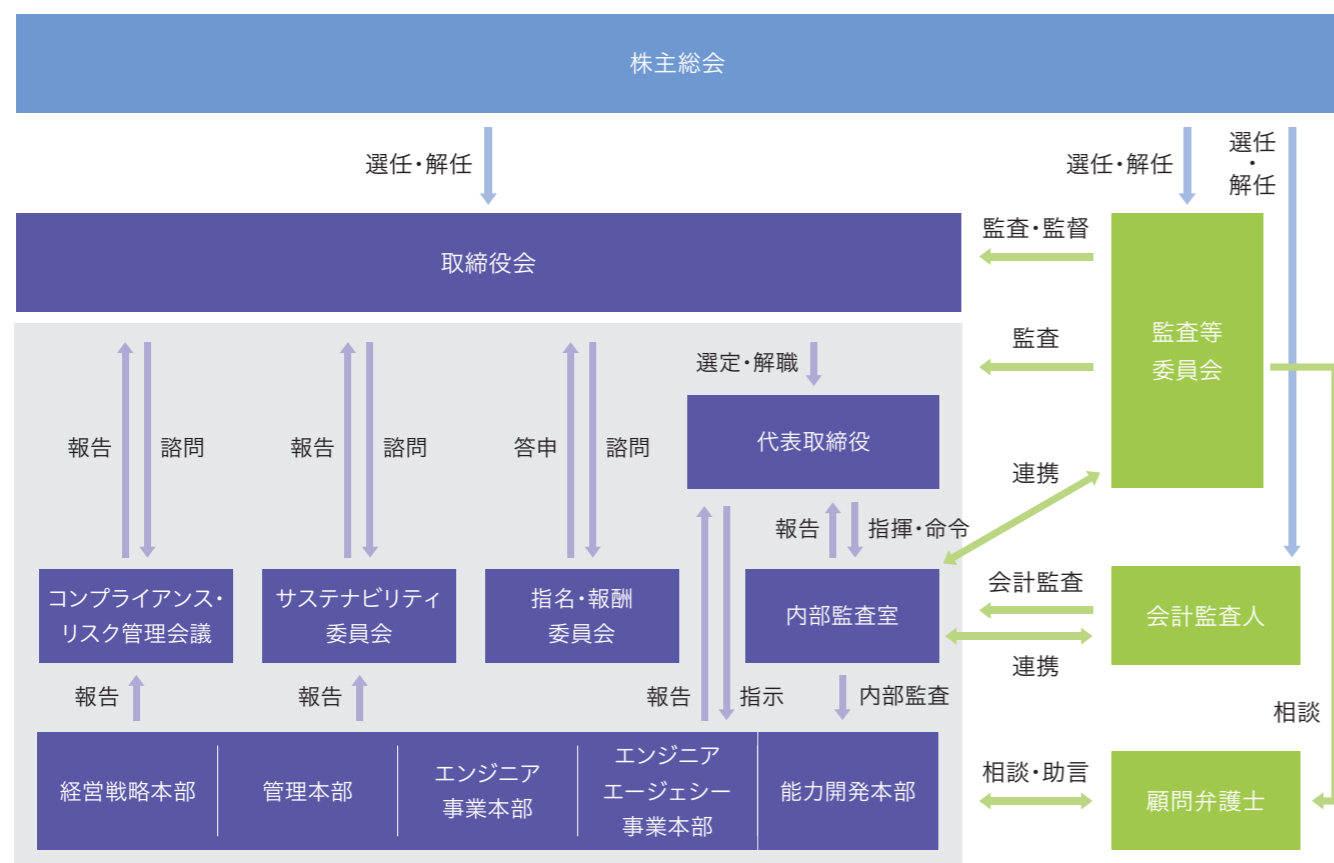 株主総会
選任・解任
選任・解任
選任
・
解任
取締役会
監査・監督
監査
監査等
委員会
選定・解職
代表取締役
報告
諮問
報告
諮問
答申
諮問
連携
報告
指揮・命令
コンプライアンス・
リスク管理会議
サステナビリティ
委員会
指名・報酬
委員会
内部監査室
会計監査
会計監査人
連携
報告
報告
報告
指示
内部監査
相談
経営戦略本部
管理本部
エンジニア
事業本部
エンジニア
エージェシー
事業本部
能力開発本部
相談・助言
顧問弁護士